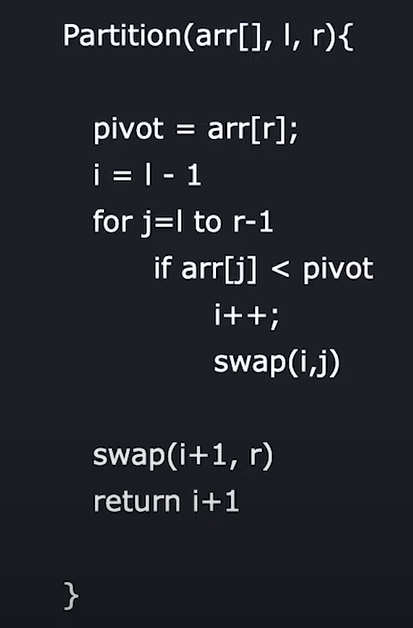 Partition(arr[], l, r){
pivot = arr[r];
i = l - 1
for j=l to r-1
if arr[j] < pivot
i++;
swap(i,j)
swap(i+1, r)
return i+1
}